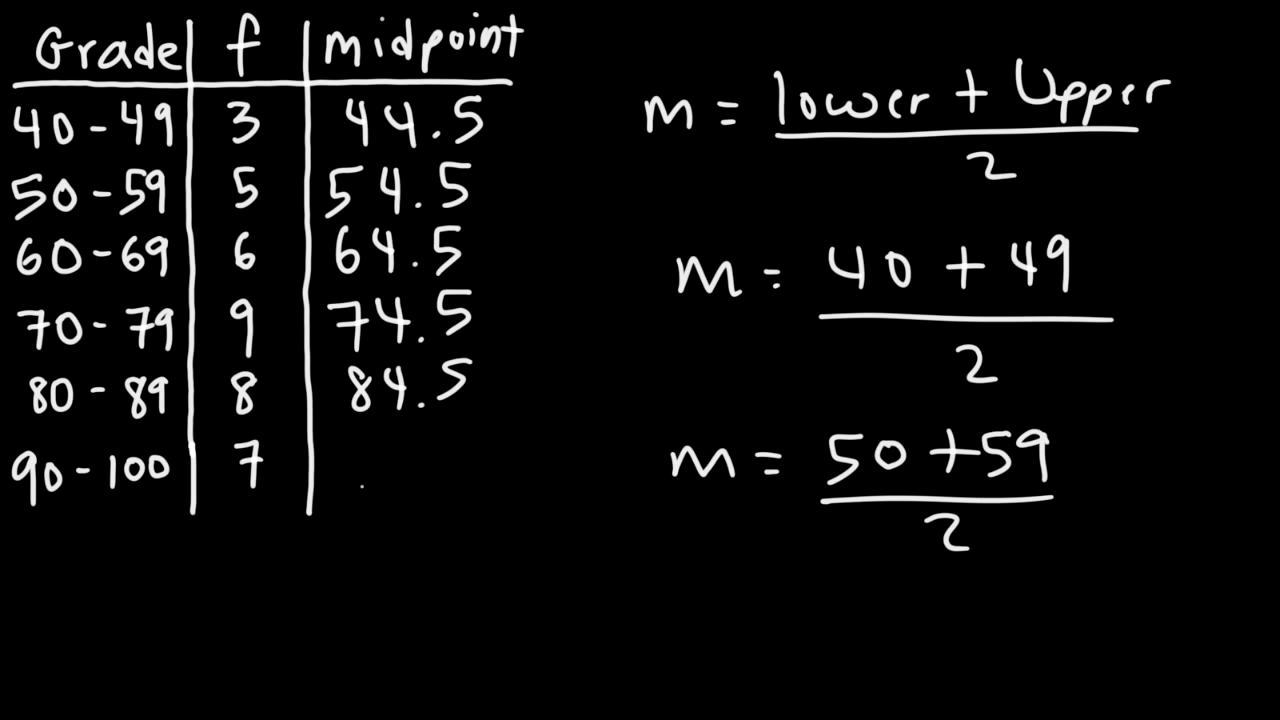 Grade f midpoint
40-49 3 44.5
50-59 5 54.5
60-69 6 64.5
70-79 9 74.5
80-89 8 84.5
90-100 7
m = lower + Upper
2
m = 40 + 49
2
m = 50 + 59
2